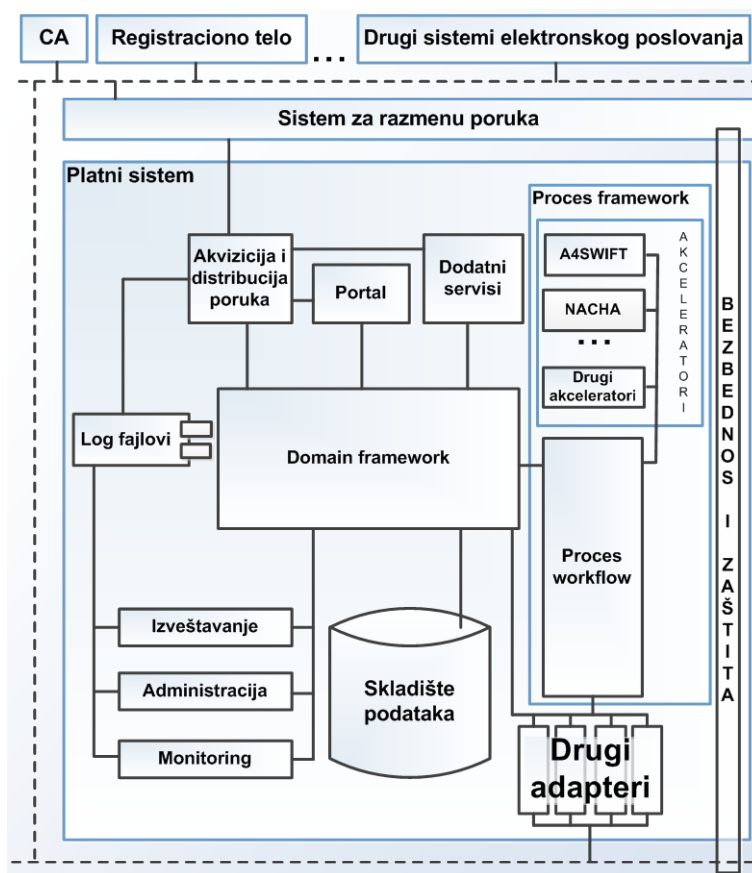 CA
Registraciono telo
...
Drugi sistemi elektronskog poslovanja
Sistem za razmenu poruka
Platni sistem
Proces framework
Akvizicija i
distribucija
poruka
Portal
Dodatni
servisi
A4SWIFT
NACHA
...
Drugi
akceleratori
AKCELERATORI
Log fajlovi
Domain framework
Proces
workflow
Izveštavanje
Administracija
Monitoring
Skladište
podataka
Drugi
adapteri
BEZBEDNOS I ZAŠTITA